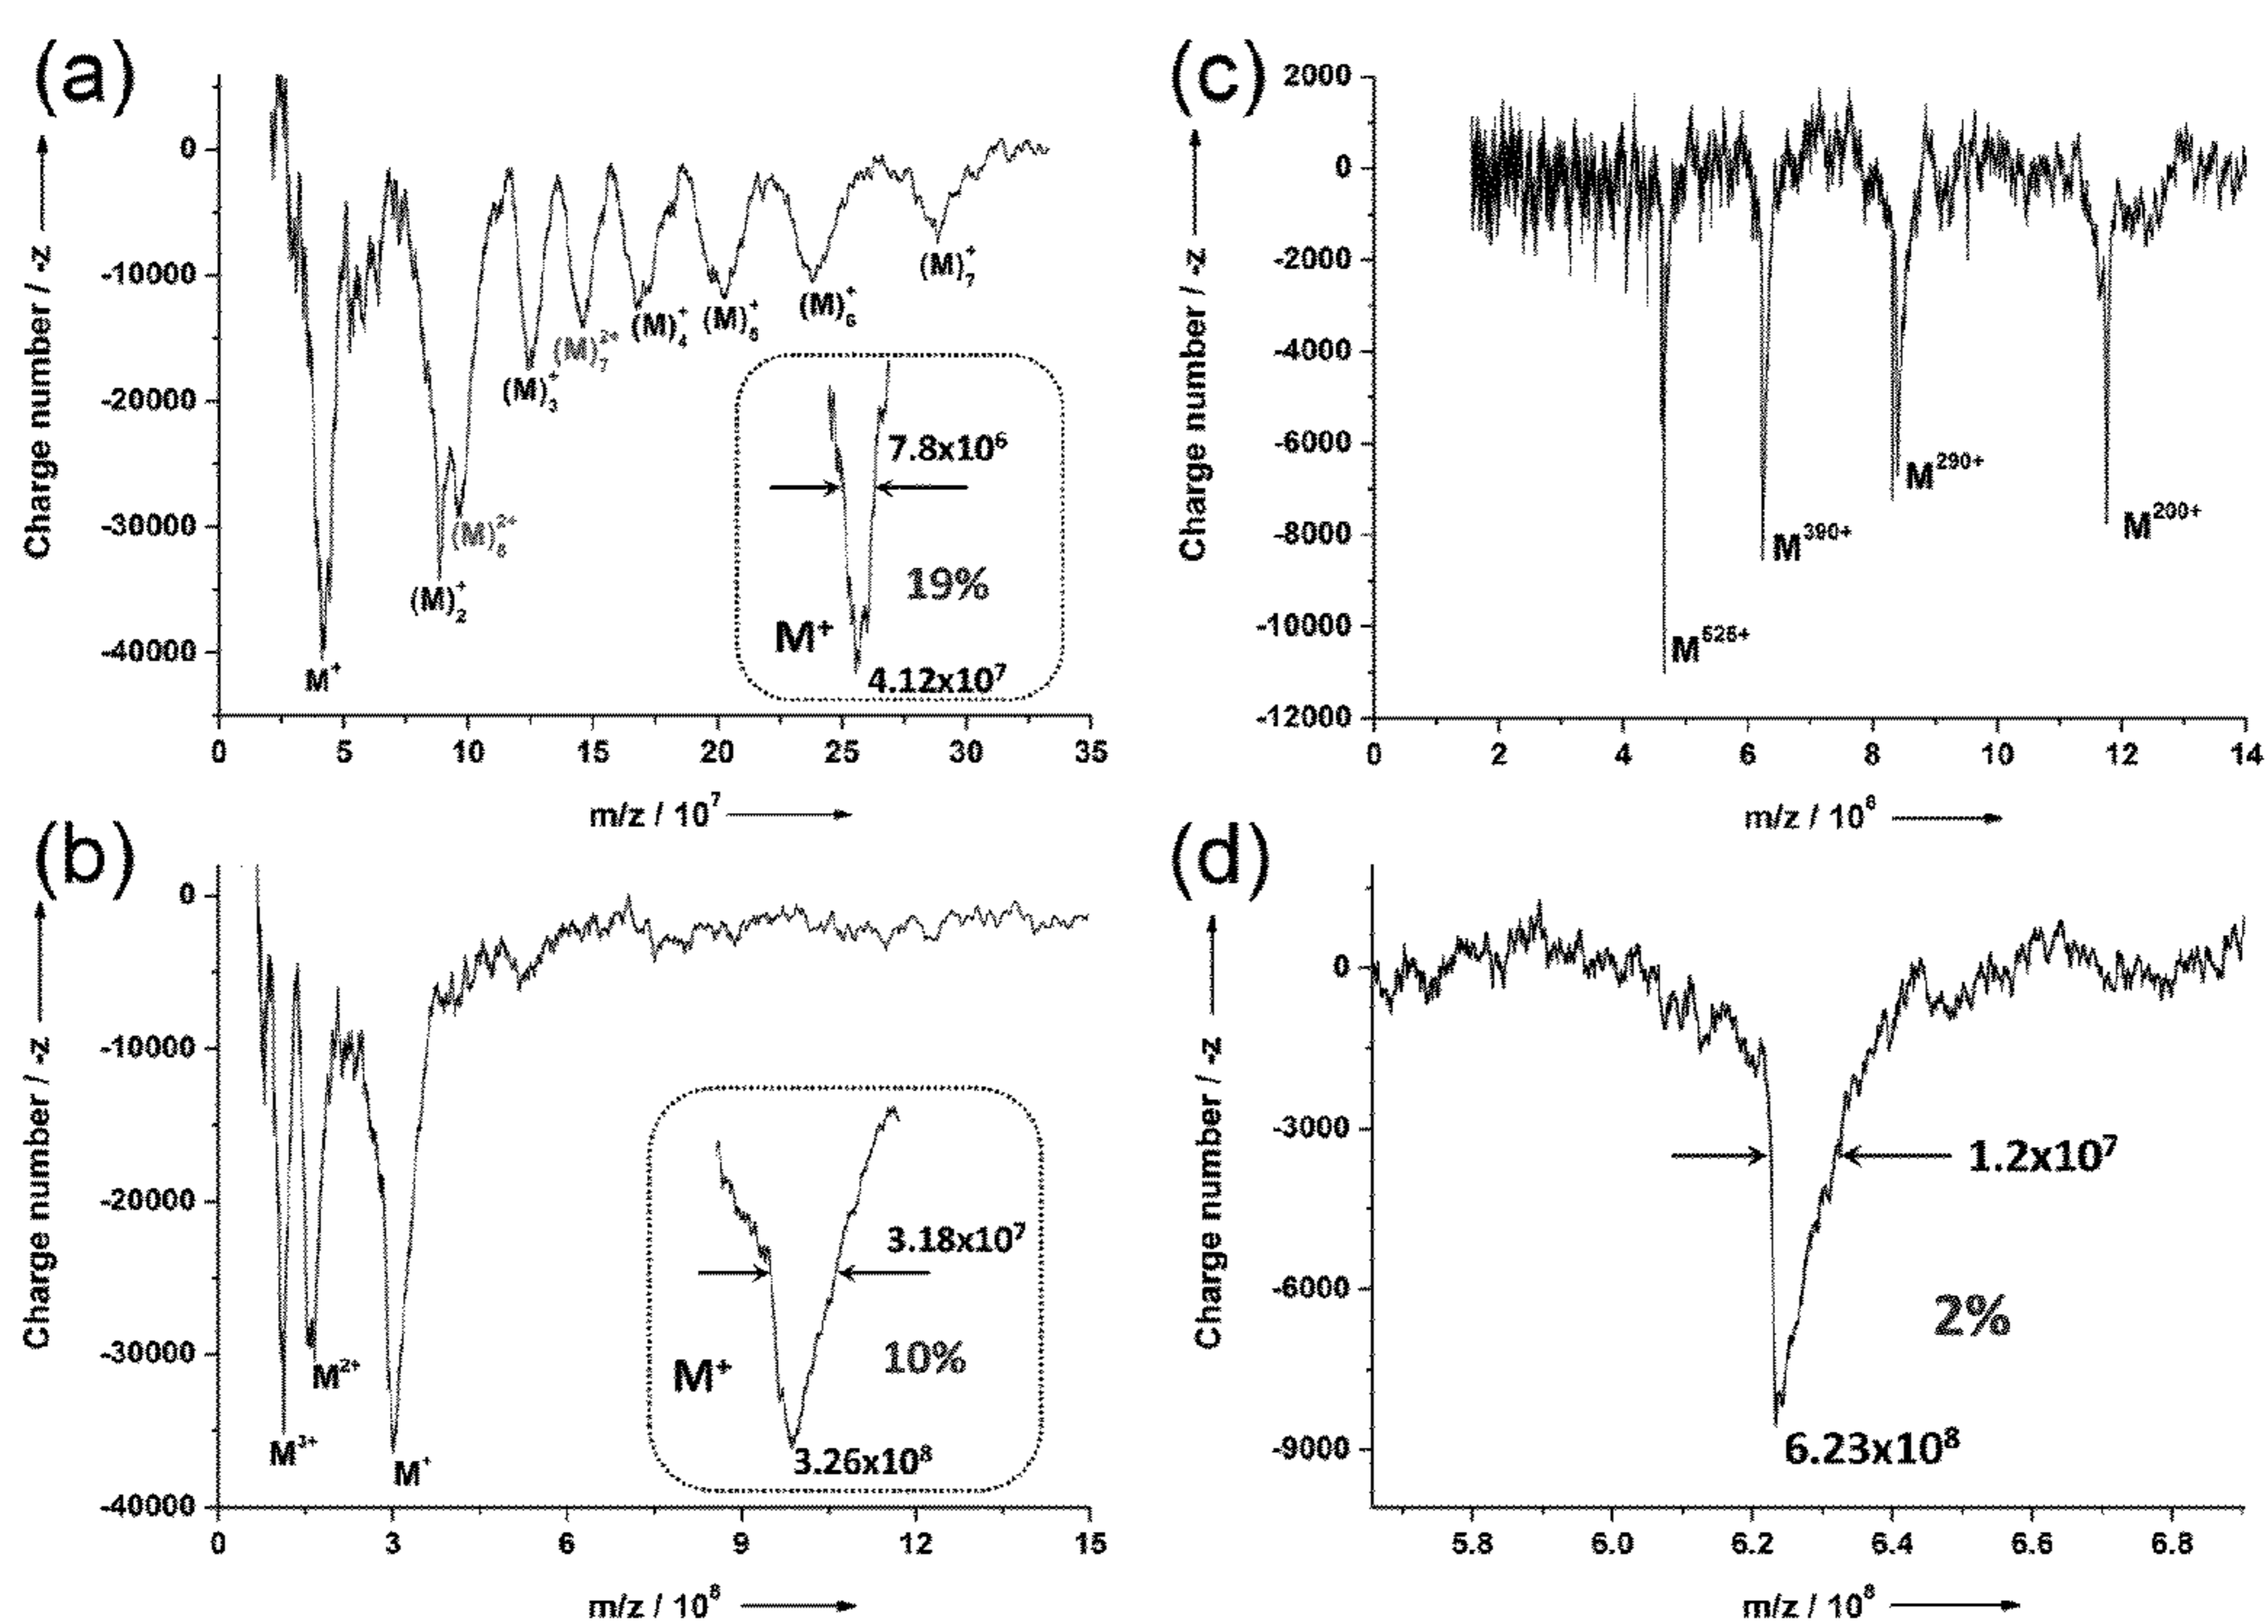 (a)
Charge number / -z
0
-10000
-20000
-30000
-40000
M⁺
(M)₂⁺
(M)₃⁺
(M)₇²⁺
(M)₄⁺
(M)₅⁺
(M)₆⁺
(M)₇⁺
7.8x10⁶
19%
M⁺
4.12x10⁷
0 5 10 15 20 25 30 35
m/z / 10⁷
(b)
Charge number / -z
0
-10000
-20000
-30000
-40000
M³⁺
M²⁺
M⁺
3.18x10⁷
10%
M⁺
3.26x10⁸
0 3 6 9 12 15
m/z / 10⁸
(c)
Charge number / -z
2000
0
-2000
-4000
-6000
-8000
-10000
-12000
M⁵²⁵⁺
M³⁹⁰⁺
M²⁹⁰⁺
M²⁰⁰⁺
0 2 4 6 8 10 12 14
m/z / 10⁸
(d)
Charge number / -z
0
-3000
-6000
-9000
1.2x10⁷
2%
6.23x10⁸
5.8 6.0 6.2 6.4 6.6 6.8
m/z / 10⁸